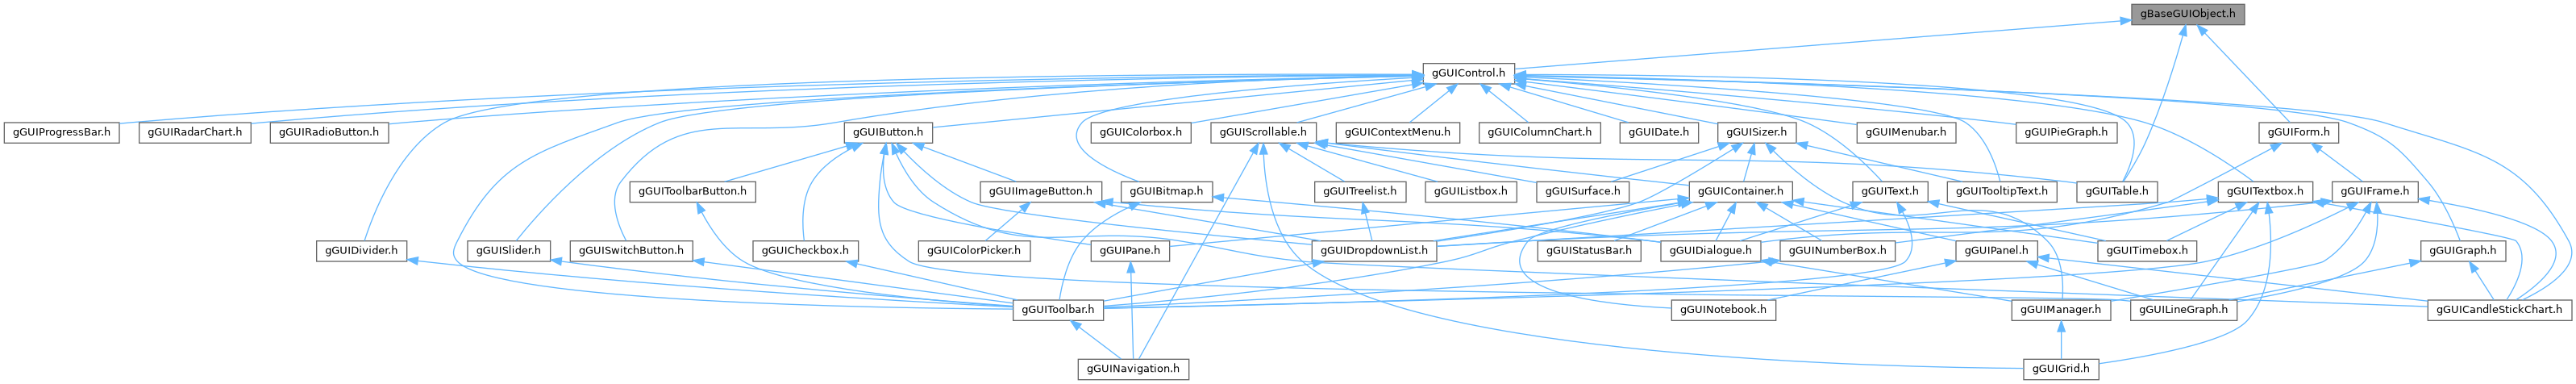 gBaseGUIObject.h
gGUIControl.h
gGUIProgressBar.h
gGUIRadarChart.h
gGUIRadioButton.h
gGUIButton.h
gGUIColorbox.h
gGUIScrollable.h
gGUIContextMenu.h
gGUIColumnChart.h
gGUIDate.h
gGUISizer.h
gGUIMenubar.h
gGUIPieGraph.h
gGUIForm.h
gGUIToolbarButton.h
gGUIImageButton.h
gGUIBitmap.h
gGUITreelist.h
gGUIListbox.h
gGUISurface.h
gGUIContainer.h
gGUIText.h
gGUITooltipText.h
gGUITable.h
gGUITextbox.h
gGUIFrame.h
gGUIDivider.h
gGUISlider.h
gGUISwitchButton.h
gGUICheckbox.h
gGUIColorPicker.h
gGUIPane.h
gGUIDropdownList.h
gGUIStatusBar.h
gGUIDialogue.h
gGUINumberBox.h
gGUIPanel.h
gGUITimebox.h
gGUIGraph.h
gGUIToolbar.h
gGUINotebook.h
gGUIManager.h
gGUILineGraph.h
gGUICandleStickChart.h
gGUINavigation.h
gGUIGrid.h